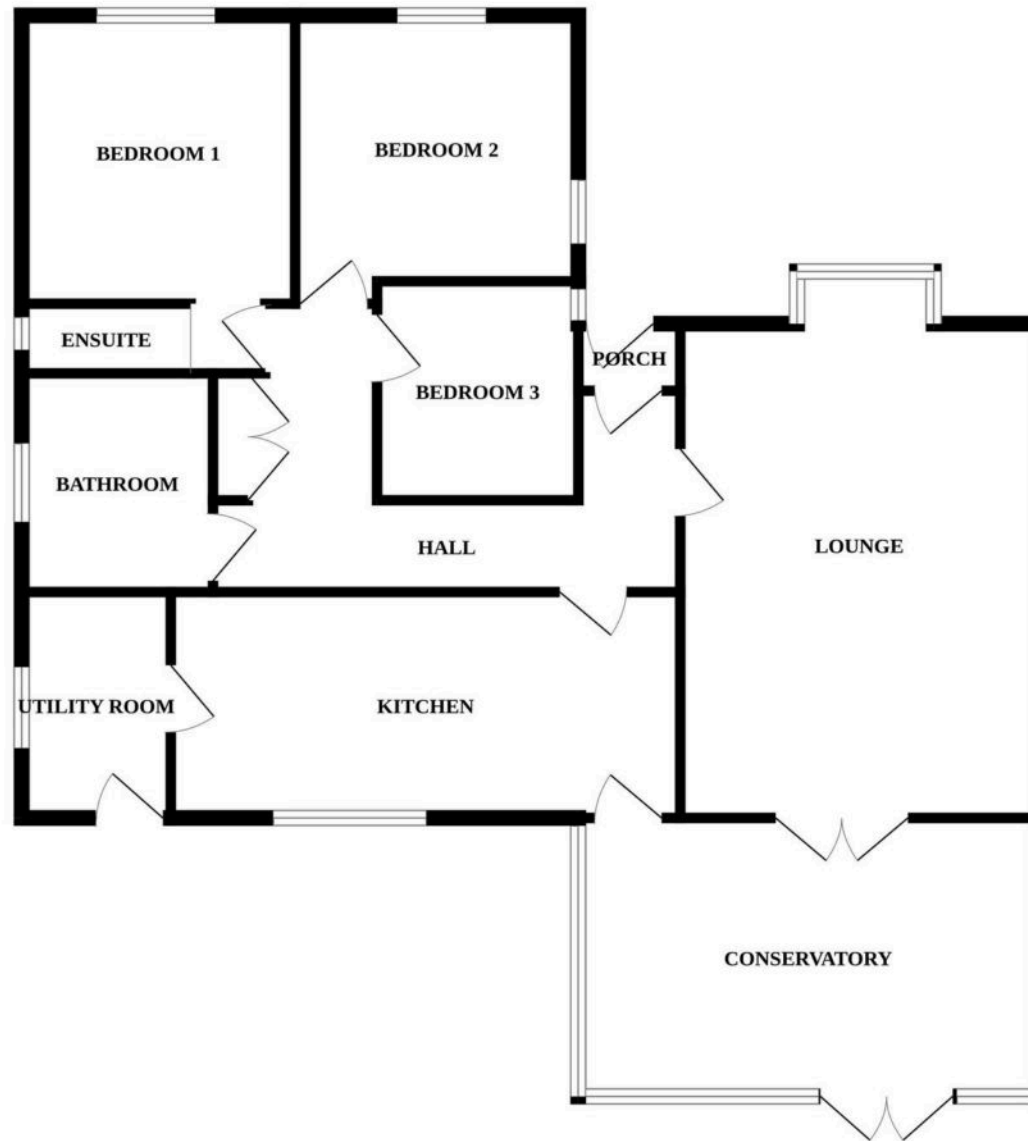 BEDROOM 1
BEDROOM 2
ENSUITE
PORCH
BEDROOM 3
BATHROOM
HALL
LOUNGE
UTILITY ROOM
KITCHEN
CONSERVATORY